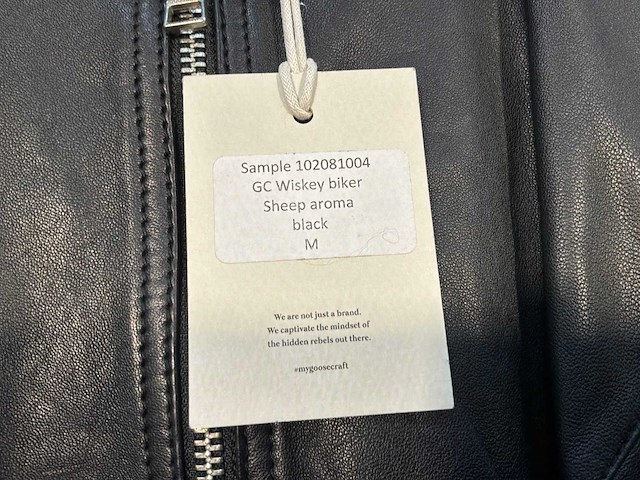 Sample 102081004
GC Wiskey biker
Sheep aroma
black
M
We are not just a brand.
We captivate the mindset of
the hidden rebels out there.
#mygoosecraft